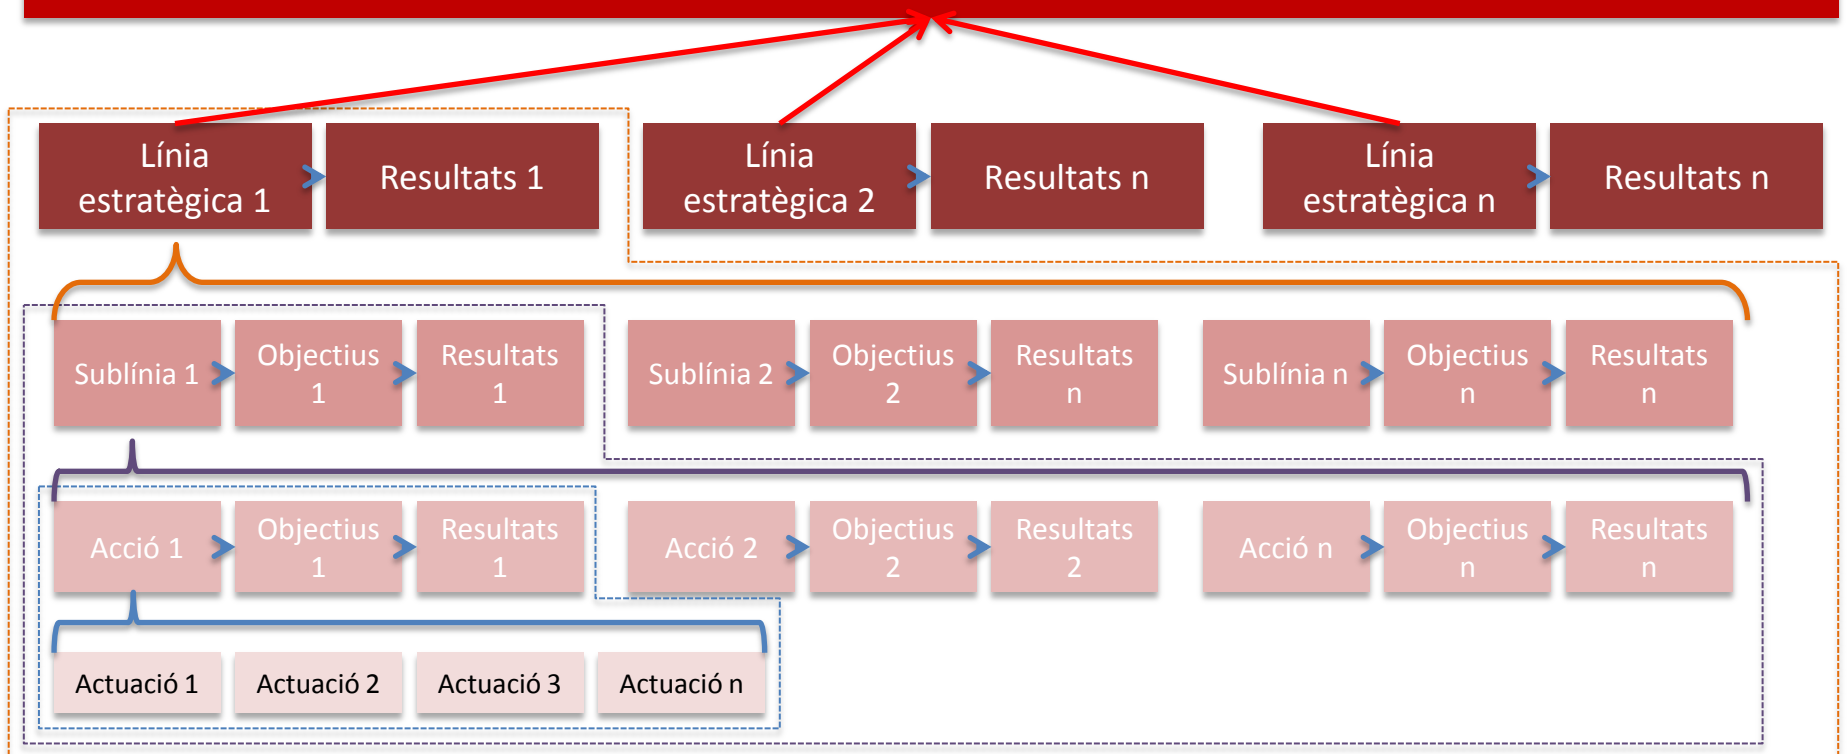 Línia
estratègica 1
Resultats 1
Línia
estratègica 2
Resultats n
Línia
estratègica n
Resultats n
Sublínia 1
Objectius
1
Resultats
1
Sublínia 2
Objectius
2
Resultats
n
Sublínia n
Objectius
n
Resultats
n
Acció 1
Objectius
1
Resultats
1
Acció 2
Objectius
2
Resultats
2
Acció n
Objectius
n
Resultats
n
Actuació 1
Actuació 2
Actuació 3
Actuació n